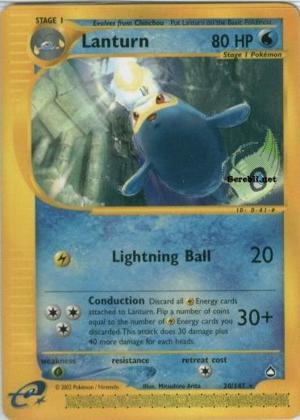 STAGE 1
Evolves from Chinchou
Put Lanturn on the Basic Pokémon
Lanturn
80 HP
Stage 1 Pokémon
Serebii.net
ID: D-41-#
Lightning Ball 20
Conduction Discard all Energy cards
attached to Lanturn. Flip a number of coins
equal to the number of Energy cards
you discarded. This attack does 30 damage
plus 40 more damage for each heads.
30+
weakness
resistance
retreat cost
e
©2002 Pokémon / Nintendo
Illus. Mitsuhiro Arita
20/147 ★